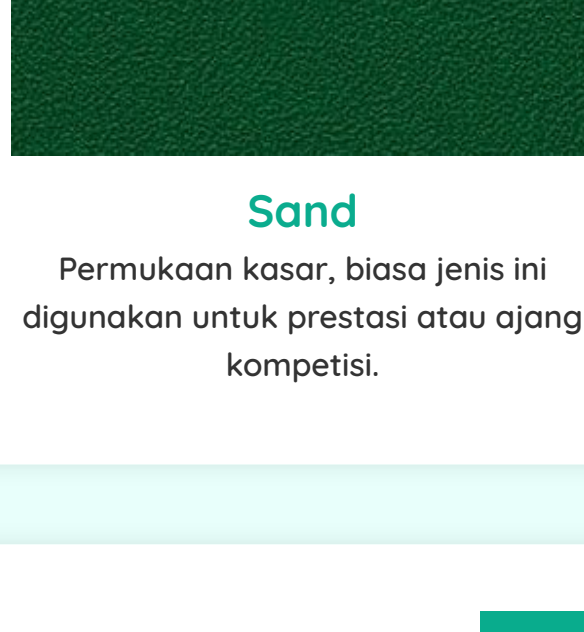 Sand
Permukaan kasar, biasa jenis ini
digunakan untuk prestasi atau ajang
kompetisi.